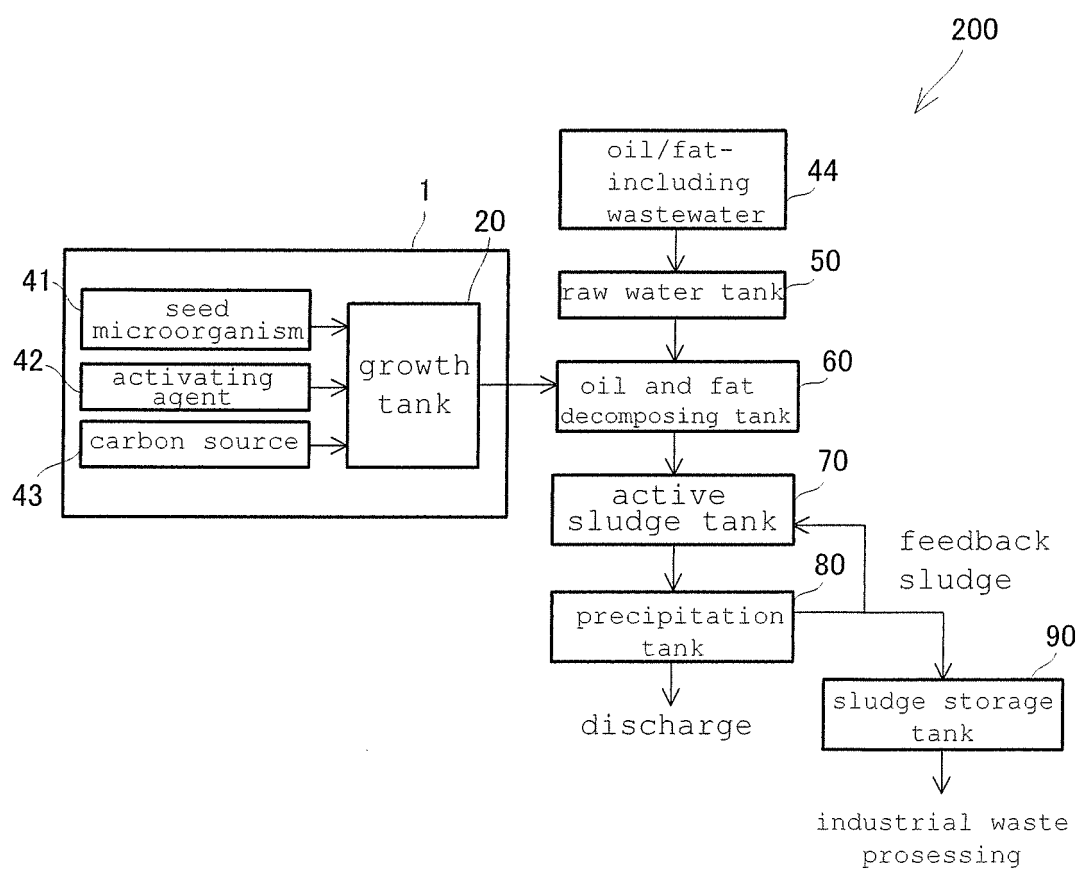 200
oil/fat-
including
wastewater
44
1
20
50
raw water tank
41
seed
microorganism
42
activating
agent
growth
tank
60
oil and fat
decomposing tank
carbon source
43
70
active
sludge tank
feedback
sludge
80
precipitation
tank
90
sludge storage
tank
discharge
industrial waste
prosessing